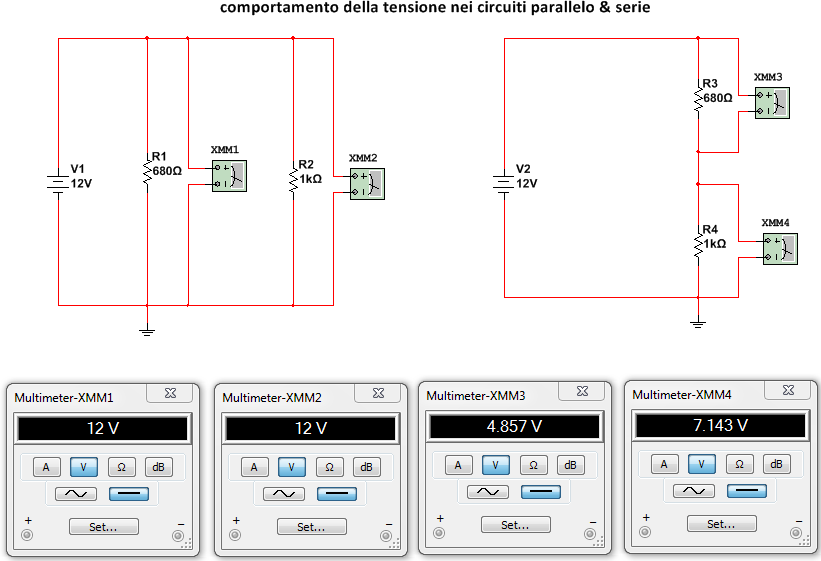 comportamento della tensione nei circuiti parallelo & serie
V1
12V
R1
680Ω
XMM1
R2
1kΩ
XMM2
V2
12V
R3
680Ω
XMM3
R4
1kΩ
XMM4
Multimeter-XMM1
12 V
A V Ω dB
Set...
+ –
Multimeter-XMM2
12 V
A V Ω dB
Set...
+ –
Multimeter-XMM3
4.857 V
A V Ω dB
Set...
+ –
Multimeter-XMM4
7.143 V
A V Ω dB
Set...
+ –